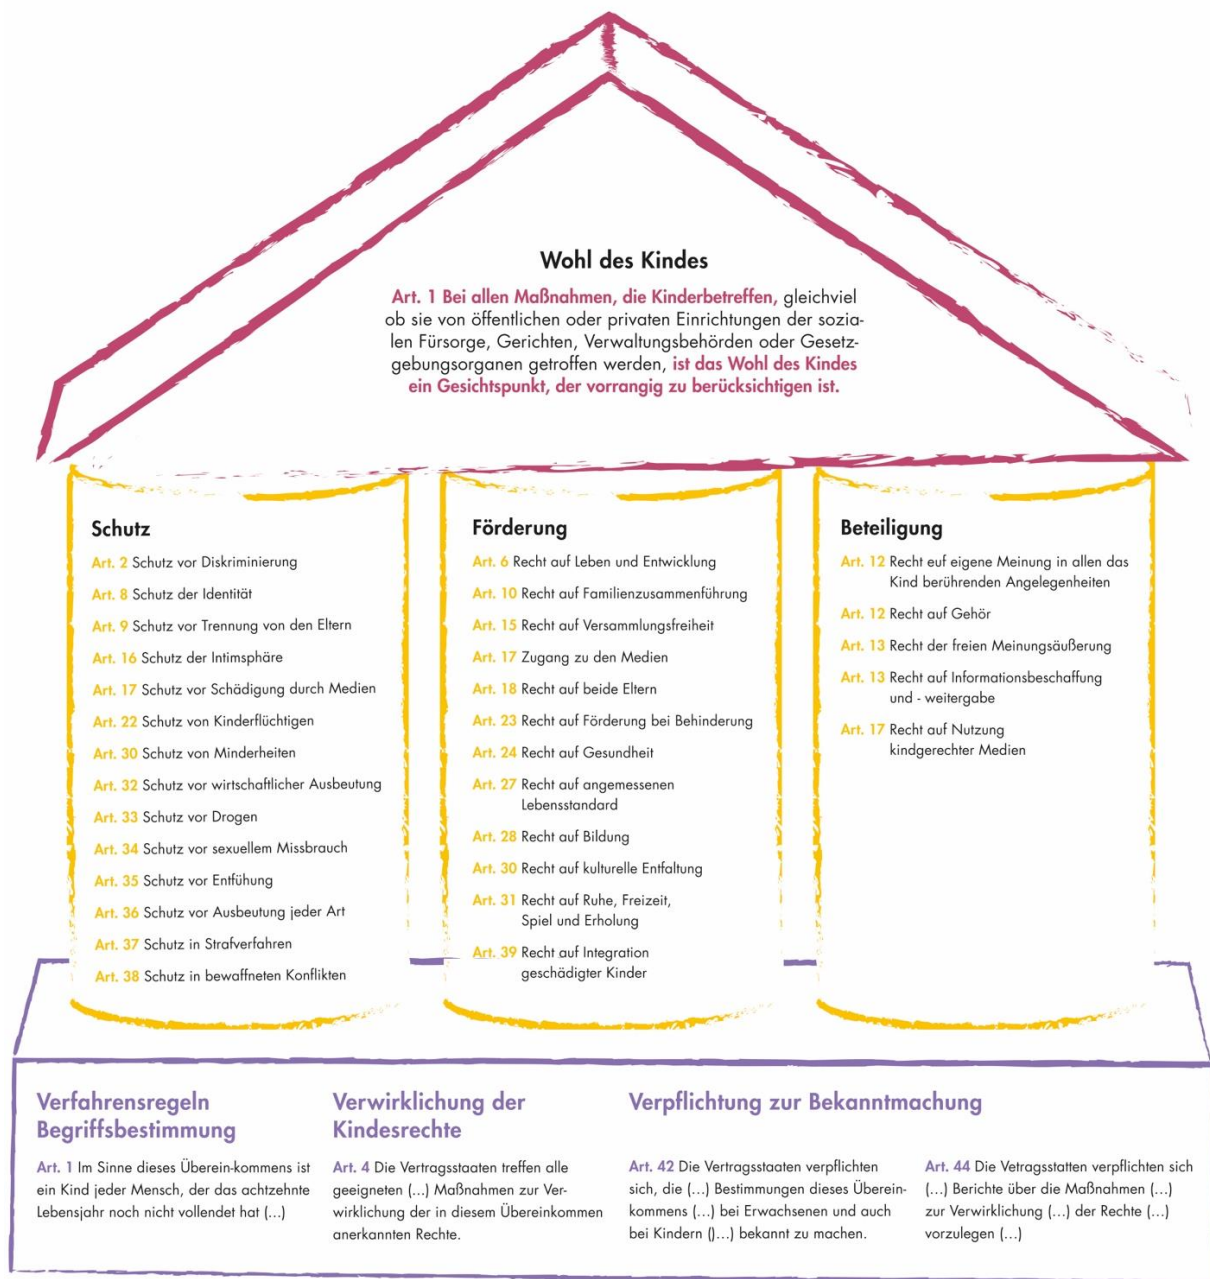 Wohl des Kindes
Art. 1 Bei allen Maßnahmen, die Kinderbetreffen, gleichviel
ob sie von öffentlichen oder privaten Einrichtungen der sozia-
len Fürsorge, Gerichten, Verwaltungsbehörden oder Gesetz-
gebungsorganen getroffen werden, ist das Wohl des Kindes
ein Gesichtspunkt, der vorrangig zu berücksichtigen ist.
Schutz
Art. 2 Schutz vor Diskriminierung
Art. 8 Schutz der Identität
Art. 9 Schutz vor Trennung von den Eltern
Art. 16 Schutz der Intimsphäre
Art. 17 Schutz vor Schädigung durch Medien
Art. 22 Schutz von Kinderflüchtigen
Art. 30 Schutz von Minderheiten
Art. 32 Schutz vor wirtschaftlicher Ausbeutung
Art. 33 Schutz vor Drogen
Art. 34 Schutz vor sexuellem Missbrauch
Art. 35 Schutz vor Entfühung
Art. 36 Schutz vor Ausbeutung jeder Art
Art. 37 Schutz in Strafverfahren
Art. 38 Schutz in bewaffneten Konflikten
Förderung
Art. 6 Recht auf Leben und Entwicklung
Art. 10 Recht auf Familienzusammenführung
Art. 15 Recht auf Versammlungsfreiheit
Art. 17 Zugang zu den Medien
Art. 18 Recht auf beide Eltern
Art. 23 Recht auf Förderung bei Behinderung
Art. 24 Recht auf Gesundheit
Art. 27 Recht auf angemessenen
Lebensstandard
Art. 28 Recht auf Bildung
Art. 30 Recht auf kulturelle Entfaltung
Art. 31 Recht auf Ruhe, Freizeit,
Spiel und Erholung
Art. 39 Recht auf Integration
geschädigter Kinder
Beteiligung
Art. 12 Recht euf eigene Meinung in allen das
Kind berührenden Angelegenheiten
Art. 12 Recht auf Gehör
Art. 13 Recht der freien Meinungsäußerung
Art. 13 Recht auf Informationsbeschaffung
und - weitergabe
Art. 17 Recht auf Nutzung
kindgerechter Medien
Verfahrensregeln
Begriffsbestimmung
Art. 1 Im Sinne dieses Überein-kommens ist
ein Kind jeder Mensch, der das achtzehnte
Lebensjahr noch nicht vollendet hat (...)
Verwirklichung der
Kindesrechte
Art. 4 Die Vertragsstaaten treffen alle
geeigneten (...) Maßnahmen zur Ver-
wirklichung der in diesem Übereinkommen
anerkannten Rechte.
Verpflichtung zur Bekanntmachung
Art. 42 Die Vertragsstaaten verpflichten
sich, die (...) Bestimmungen dieses Überein-
kommens (...) bei Erwachsenen und auch
bei Kindern ()...) bekannt zu machen.
Art. 44 Die Vetragsstatten verpflichten sich
(...) Berichte über die Maßnahmen (...)
zur Verwirklichung (...) der Rechte (...)
vorzulegen (...)